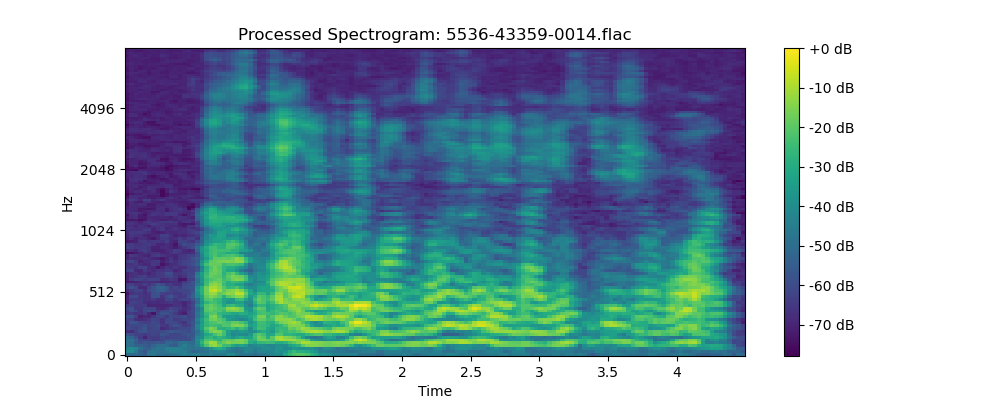 Processed Spectrogram: 5536-43359-0014.flac
Hz
4096
2048
1024
512
0
0 0.5 1 1.5 2 2.5 3 3.5 4
Time
+0 dB
-10 dB
-20 dB
-30 dB
-40 dB
-50 dB
-60 dB
-70 dB